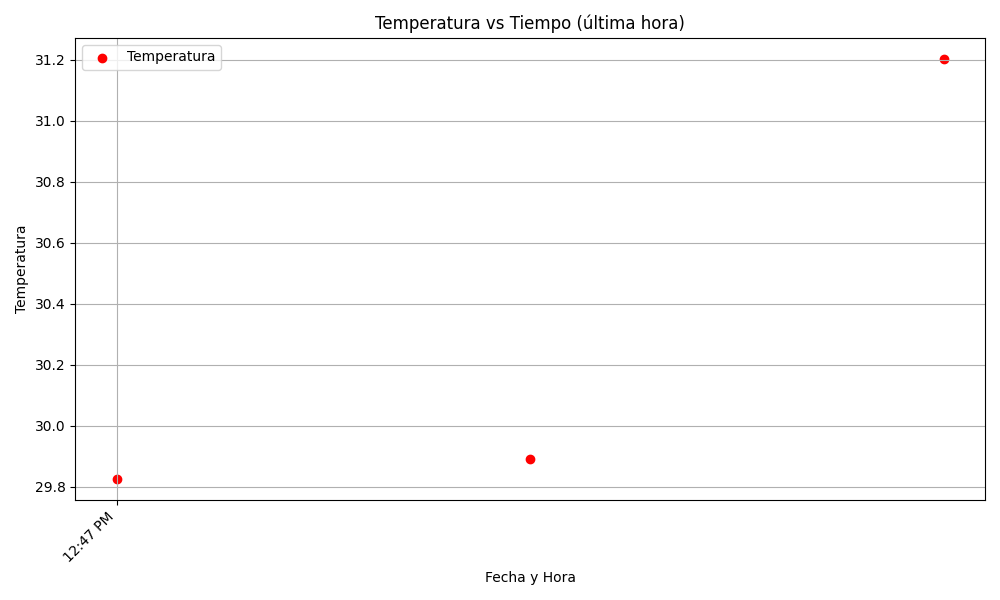 Temperatura vs Tiempo (última hora)
Temperatura
31.2
31.0
30.8
30.6
30.4
30.2
30.0
29.8
Temperatura
12:47 PM
Fecha y Hora